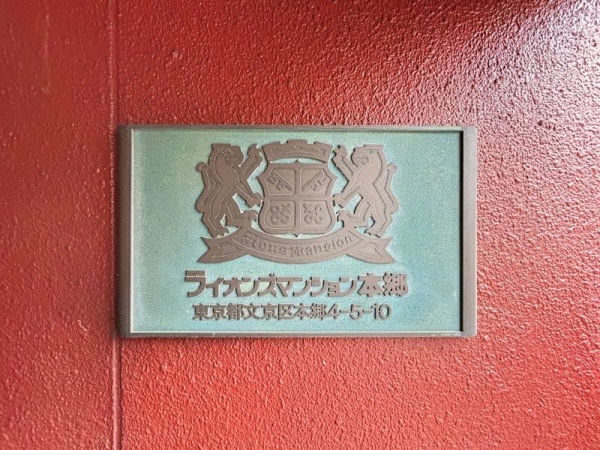 Lions Mansion
ライオンズマンション本郷
東京都文京区本郷4-5-10